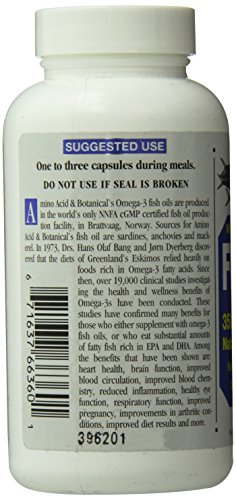 SUGGESTED USE
One to three capsules during meals.
DO NOT USE IF SEAL IS BROKEN
Amino Acid & Botanical's Omega-3 fish oils are produced
in the world's only NNFA cGMP certified fish oil produc-
tion facility, in Brattvaag, Norway. Sources for Amino
Acid & Botanical's fish oil are sardines, anchovies and mack-
erel. In 1973, Drs. Hans Olaf Bang and Jørn Dverberg discov-
ered that the diets of Greenland's Eskimos relied heavily on
foods rich in Omega-3 fatty acids. Since
then, over 19,000 clinical studies investigat-
ing the health and wellness benefits of
Omega-3s have been conducted. These
studies have confirmed many benefits for
those who either supplement with omega-3
fish oils, or who eat substantial amounts
of fatty fish rich in EPA and DHA. Among
the benefits that have been shown are
heart health, brain function, improved
blood circulation, improved blood chem-
istry, reduced inflammation, healthy eye
function, respiratory function, improved
pregnancy, improvements in arthritic con-
ditions, improved diet results and more.
396201